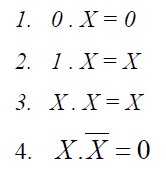 1. 0 . X = 0
2. 1 . X = X
3. X . X = X
4. X.X̅ = 0